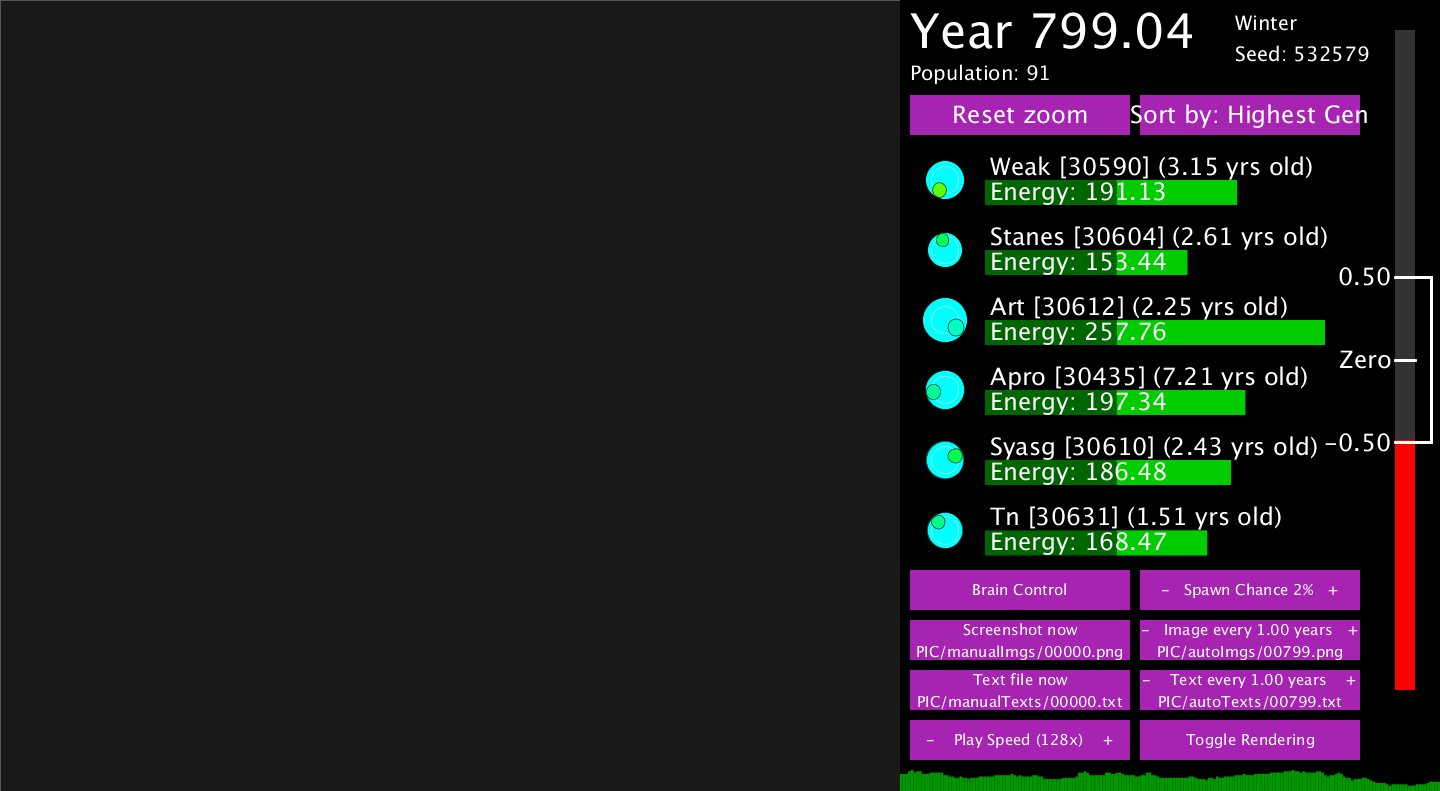 Year 799.04
Winter
Seed: 532579
Population: 91
Reset zoom
Sort by: Highest Gen
Weak [30590] (3.15 yrs old)
Energy: 191.13
Stanes [30604] (2.61 yrs old)
Energy: 153.44
Art [30612] (2.25 yrs old)
Energy: 257.76
Apro [30435] (7.21 yrs old)
Energy: 197.34
Syasg [30610] (2.43 yrs old)
Energy: 186.48
Tn [30631] (1.51 yrs old)
Energy: 168.47
0.50
Zero
-0.50
Brain Control
- Spawn Chance 2% +
Screenshot now
PIC/manualImgs/00000.png
- Image every 1.00 years +
PIC/autoImgs/00799.png
Text file now
PIC/manualTexts/00000.txt
- Text every 1.00 years +
PIC/autoTexts/00799.txt
- Play Speed (128x) +
Toggle Rendering